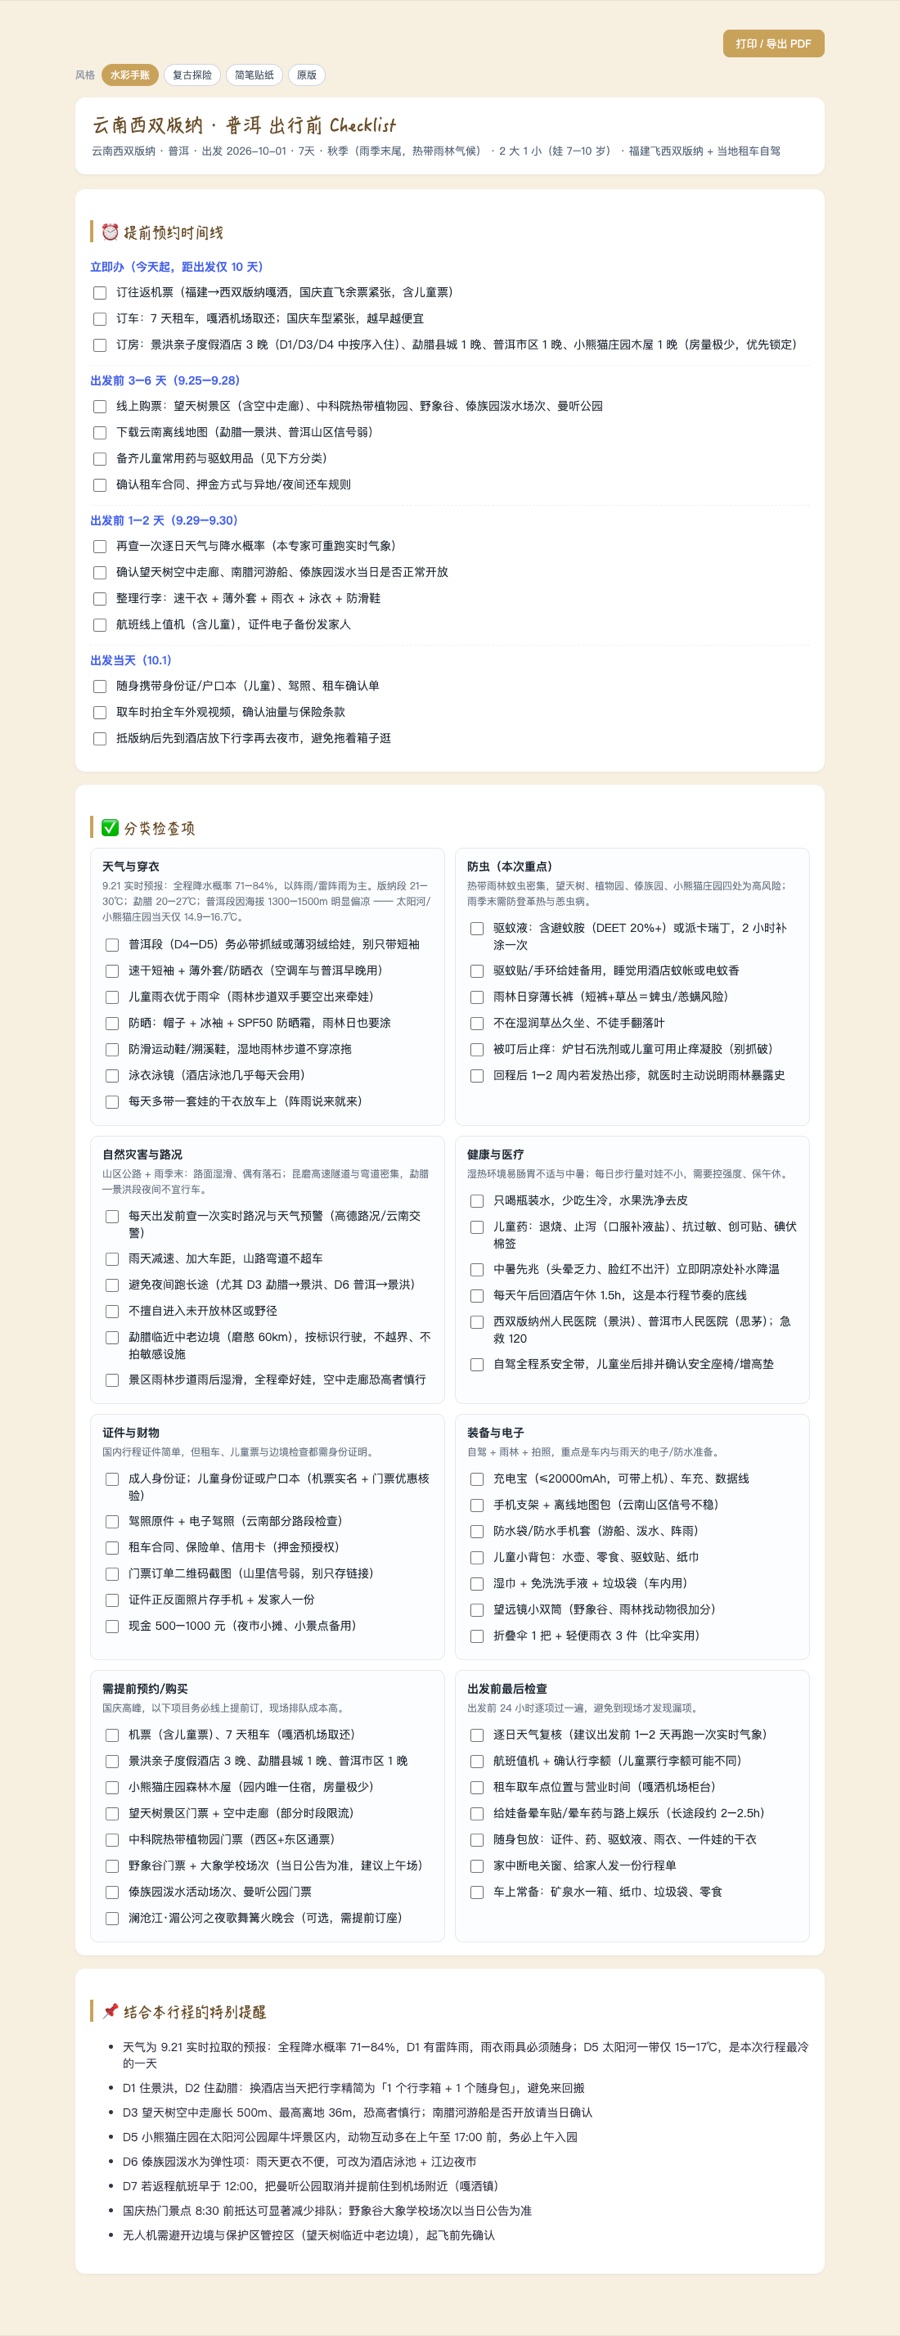 打印 / 导出 PDF
风格 水彩手账 复古探险 简笔贴纸 原版
云南西双版纳 · 普洱 出行前 Checklist
云南西双版纳 · 普洱 · 出发 2026-10-01 · 7天 · 秋季（雨季末尾，热带雨林气候） · 2 大 1 小（娃 7—10 岁） · 福建飞西双版纳 + 当地租车自驾
⏰ 提前预约时间线
立即办（今天起，距出发仅 10 天）
订往返机票（福建→西双版纳嘎洒，国庆直飞余票紧张，含儿童票）
订车：7 天租车，嘎洒机场取还；国庆车型紧张，越早越便宜
订房：景洪亲子度假酒店 3 晚（D1/D3/D4 中按序入住）、勐腊县城 1 晚、普洱市区 1 晚、小熊猫庄园木屋 1 晚（房量极少，优先锁定）
出发前 3—6 天（9.25—9.28）
线上购票：望天树景区（含空中走廊）、中科院热带植物园、野象谷、傣族园泼水场次、曼听公园
下载云南离线地图（勐腊—景洪、普洱山区信号弱）
备齐儿童常用药与驱蚊用品（见下方分类）
确认租车合同、押金方式与异地/夜间还车规则
出发前 1—2 天（9.29—9.30）
再查一次逐日天气与降水概率（本专家可重跑实时气象）
确认望天树空中走廊、南腊河游船、傣族园泼水当日是否正常开放
整理行李：速干衣 + 薄外套 + 雨衣 + 泳衣 + 防滑鞋
航班线上值机（含儿童），证件电子备份发家人
出发当天（10.1）
随身携带身份证/户口本（儿童）、驾照、租车确认单
取车时拍全车外观视频，确认油量与保险条款
抵版纳后先到酒店放下行李再去夜市，避免拖着箱子逛
✅ 分类检查项
天气与穿衣
9.21 实时预报：全程降水概率 71—84%，以阵雨/雷阵雨为主。版纳段 21—
30℃；勐腊 20—27℃；普洱段因海拔 1300—1500m 明显偏凉 —— 太阳河/
小熊猫庄园当天仅 14.9—16.7℃。
普洱段（D4—D5）务必带抓绒或薄羽绒给娃，别只带短袖
速干短袖 + 薄外套/防晒衣（空调车与普洱早晚用）
儿童雨衣优于雨伞（雨林步道双手要空出来牵娃）
防晒：帽子 + 冰袖 + SPF50 防晒霜，雨林日也要涂
防滑运动鞋/溯溪鞋，湿地雨林步道不穿凉拖
泳衣泳镜（酒店泳池几乎每天会用）
每天多带一套娃的干衣放车上（阵雨说来就来）
防虫（本次重点）
热带雨林蚊虫密集，望天树、植物园、傣族园、小熊猫庄园四处为高风险；
雨季末需防登革热与恙虫病。
驱蚊液：含避蚊胺（DEET 20%+）或派卡瑞丁，2 小时补
涂一次
驱蚊贴/手环给娃备用，睡觉用酒店蚊帐或电蚊香
雨林日穿薄长裤（短裤+草丛＝蜱虫/恙螨风险）
不在湿润草丛久坐、不徒手翻落叶
被叮后止痒：炉甘石洗剂或儿童可用止痒凝胶（别抓破）
回程后 1—2 周内若发热出疹，就医时主动说明雨林暴露史
自然灾害与路况
山区公路 + 雨季末：路面湿滑、偶有落石；昆磨高速隧道与弯道密集，勐腊
—景洪段夜间不宜行车。
每天出发前查一次实时路况与天气预警（高德路况/云南交
警）
雨天减速、加大车距，山路弯道不超车
避免夜间跑长途（尤其 D3 勐腊→景洪、D6 普洱→景洪）
不擅自进入未开放林区或野径
勐腊临近中老边境（磨憨 60km），按标识行驶，不越界、不
拍敏感设施
景区雨林步道雨后湿滑，全程牵好娃，空中走廊恐高者慎行
健康与医疗
湿热环境易肠胃不适与中暑；每日步行量对娃不小，需要控强度、保午休。
只喝瓶装水，少吃生冷，水果洗净去皮
儿童药：退烧、止泻（口服补液盐）、抗过敏、创可贴、碘伏
棉签
中暑先兆（头晕乏力、脸红不出汗）立即阴凉处补水降温
每天午后回酒店午休 1.5h，这是本行程节奏的底线
西双版纳州人民医院（景洪）、普洱市人民医院（思茅）；急
救 120
自驾全程系安全带，儿童坐后排并确认安全座椅/增高垫
证件与财物
国内行程证件简单，但租车、儿童票与边境检查都需身份证明。
成人身份证；儿童身份证或户口本（机票实名 + 门票优惠核
验）
驾照原件 + 电子驾照（云南部分路段检查）
租车合同、保险单、信用卡（押金预授权）
门票订单二维码截图（山里信号弱，别只存链接）
证件正反面照片存手机 + 发家人一份
现金 500—1000 元（夜市小摊、小景点备用）
装备与电子
自驾 + 雨林 + 拍照，重点是车内与雨天的电子/防水准备。
充电宝（≤20000mAh，可带上机）、车充、数据线
手机支架 + 离线地图包（云南山区信号不稳）
防水袋/防水手机套（游船、泼水、阵雨）
儿童小背包：水壶、零食、驱蚊贴、纸巾
湿巾 + 免洗洗手液 + 垃圾袋（车内用）
望远镜小双筒（野象谷、雨林找动物很加分）
折叠伞 1 把 + 轻便雨衣 3 件（比伞实用）
需提前预约/购买
国庆高峰，以下项目务必线上提前订，现场排队成本高。
机票（含儿童票）、7 天租车（嘎洒机场取还）
景洪亲子度假酒店 3 晚、勐腊县城 1 晚、普洱市区 1 晚
小熊猫庄园森林木屋（园内唯一住宿，房量极少）
望天树景区门票 + 空中走廊（部分时段限流）
中科院热带植物园门票（西区+东区通票）
野象谷门票 + 大象学校场次（当日公告为准，建议上午场）
傣族园泼水活动场次、曼听公园门票
澜沧江·湄公河之夜歌舞篝火晚会（可选，需提前订座）
出发前最后检查
出发前 24 小时逐项过一遍，避免到现场才发现漏项。
逐日天气复核（建议出发前 1—2 天再跑一次实时气象）
航班值机 + 确认行李额（儿童票行李额可能不同）
租车取车点位置与营业时间（嘎洒机场柜台）
给娃备晕车贴/晕车药与路上娱乐（长途段约 2—2.5h）
随身包放：证件、药、驱蚊液、雨衣、一件娃的干衣
家中断电关窗、给家人发一份行程单
车上常备：矿泉水一箱、纸巾、垃圾袋、零食
📌 结合本行程的特别提醒
• 天气为 9.21 实时拉取的预报：全程降水概率 71—84%，D1 有雷阵雨，雨衣雨具必须随身；D5 太阳河一带仅 15—17℃，是本次行程最冷
的一天
• D1 住景洪，D2 住勐腊：换酒店当天把行李精简为「1 个行李箱 + 1 个随身包」，避免来回搬
• D3 望天树空中走廊长 500m、最高离地 36m，恐高者慎行；南腊河游船是否开放请当日确认
• D5 小熊猫庄园在太阳河公园犀牛坪景区内，动物互动多在上午至 17:00 前，务必上午入园
• D6 傣族园泼水为弹性项：雨天更衣不便，可改为酒店泳池 + 江边夜市
• D7 若返程航班早于 12:00，把曼听公园取消并提前住到机场附近（嘎洒镇）
• 国庆热门景点 8:30 前抵达可显著减少排队；野象谷大象学校场次以当日公告为准
• 无人机需避开边境与保护区管控区（望天树临近中老边境），起飞前先确认